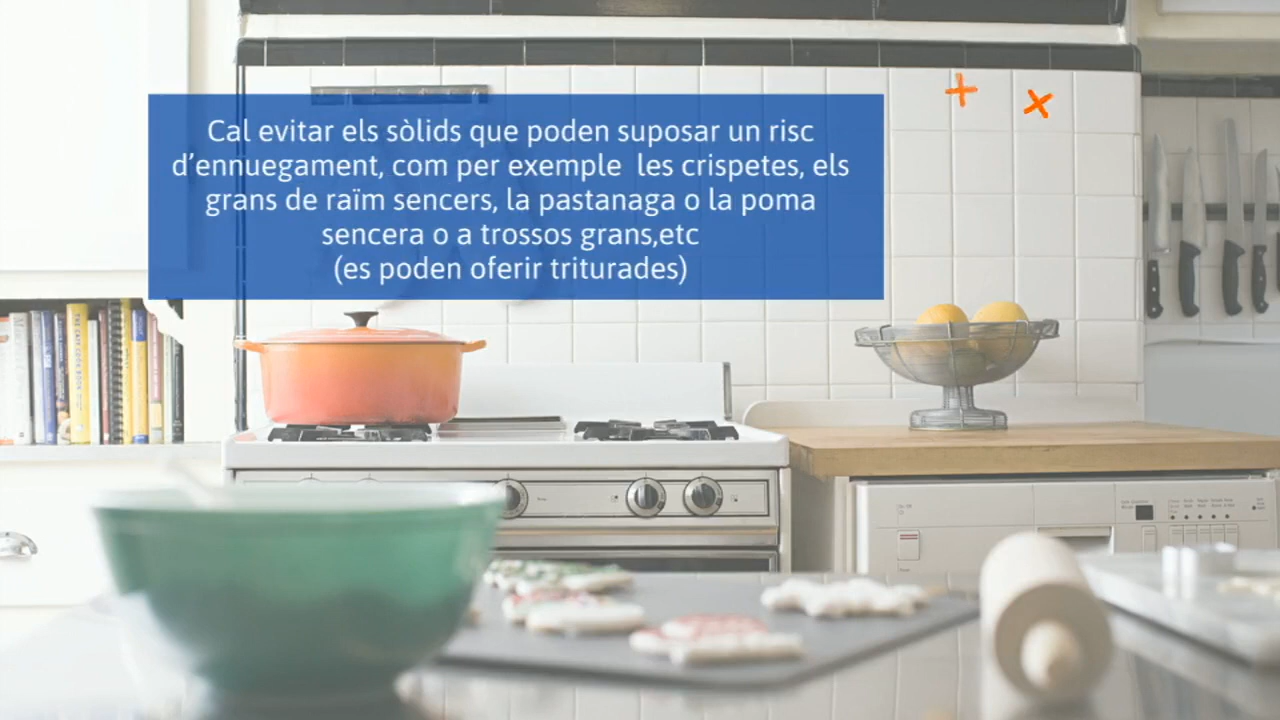 Cal evitar els sòlids que poden suposar un risc
d'ennuegament, com per exemple  les crispetes, els
grans de raïm sencers, la pastanaga o la poma
sencera o a trossos grans,etc
(es poden oferir triturades)